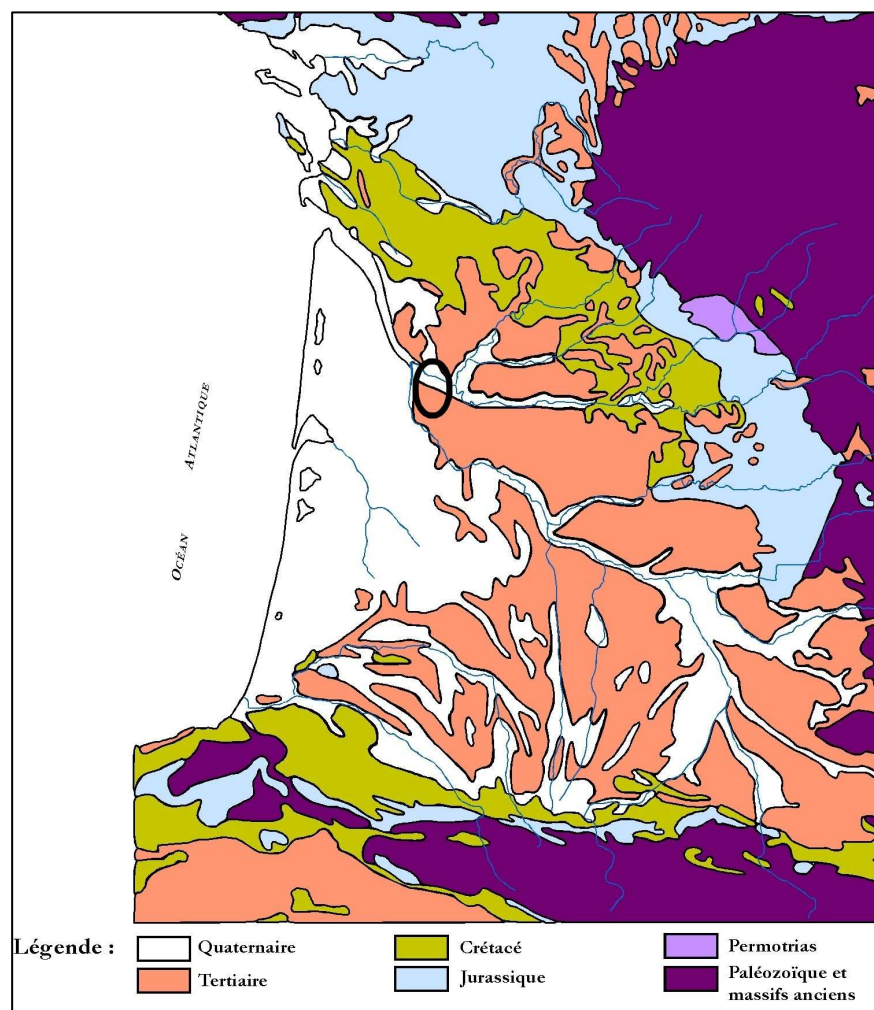 OCÉAN ATLANTIQUE
Légende :
Quaternaire
Tertiaire
Crétacé
Jurassique
Permotrias
Paléozoïque et
massifs anciens